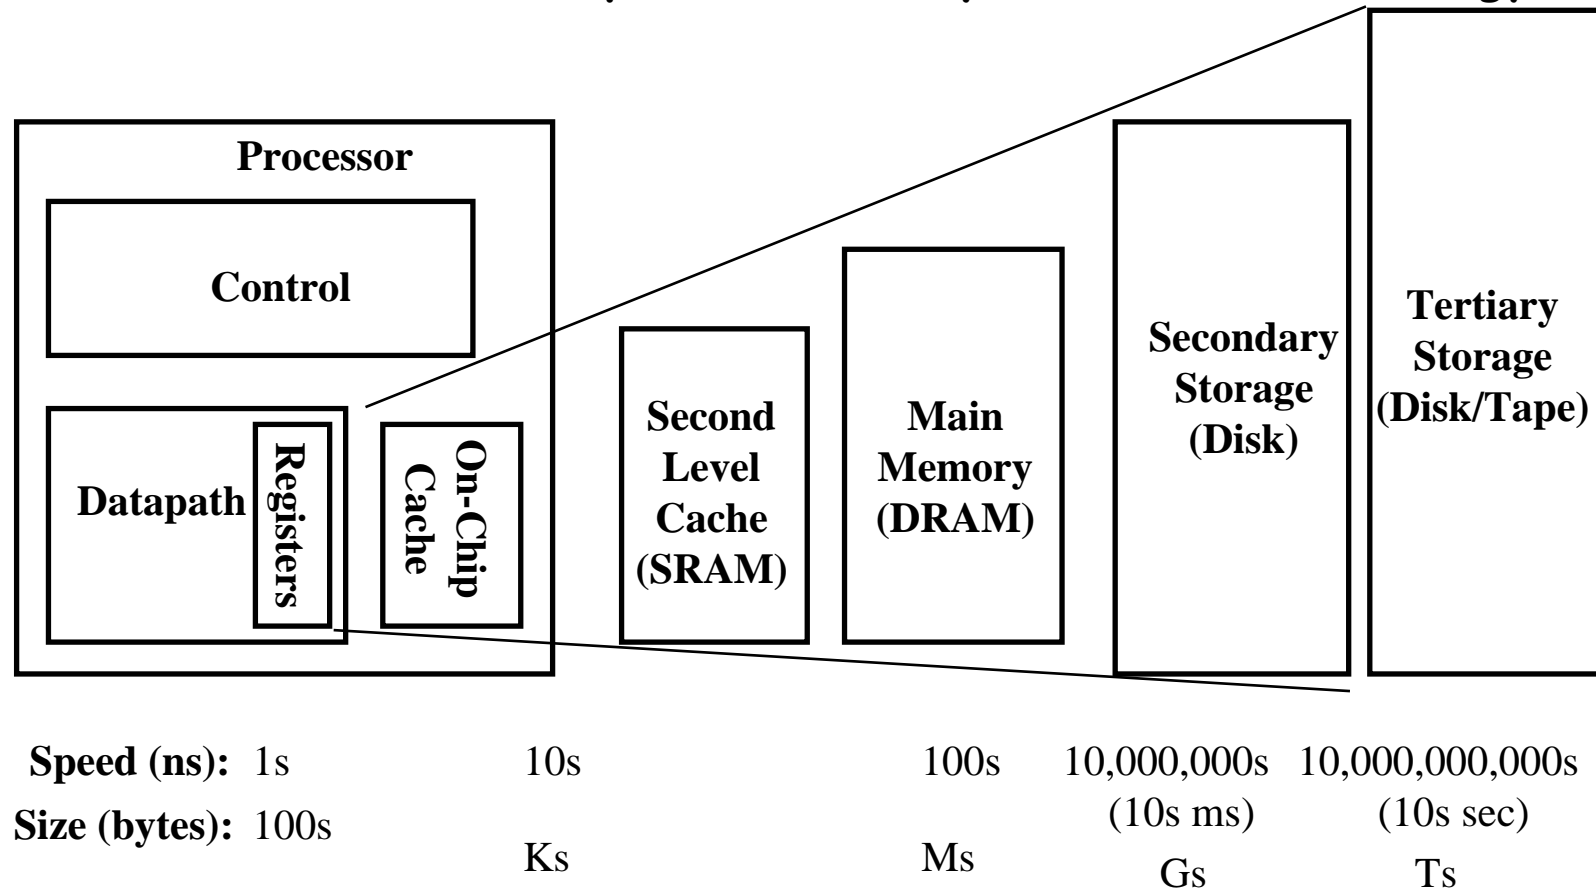 Processor
Control
Datapath
Registers
On-Chip
Cache
Second
Level
Cache
(SRAM)
Main
Memory
(DRAM)
Secondary
Storage
(Disk)
Tertiary
Storage
(Disk/Tape)
Speed (ns): 1s 10s 100s 10,000,000s 10,000,000,000s
(10s ms) (10s sec)
Size (bytes): 100s
Ks Ms Gs Ts